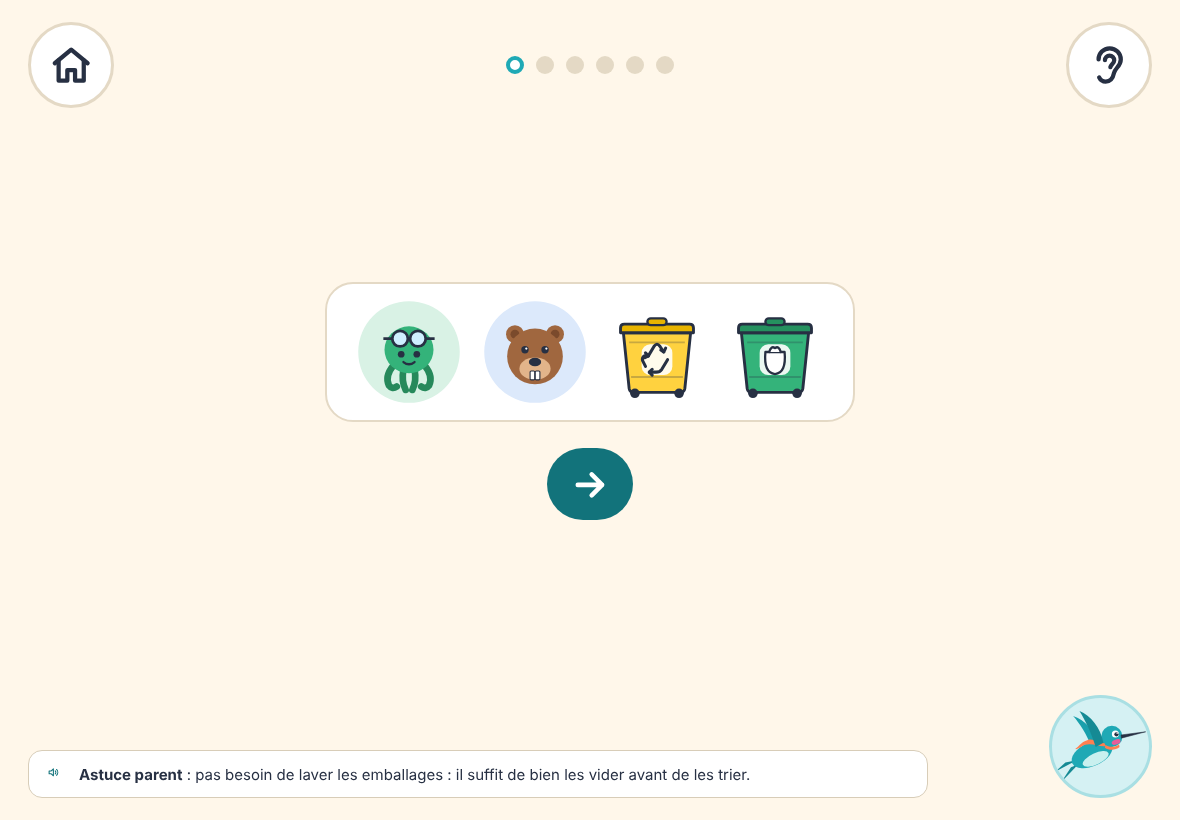 Astuce parent : pas besoin de laver les emballages : il suffit de bien les vider avant de les trier.